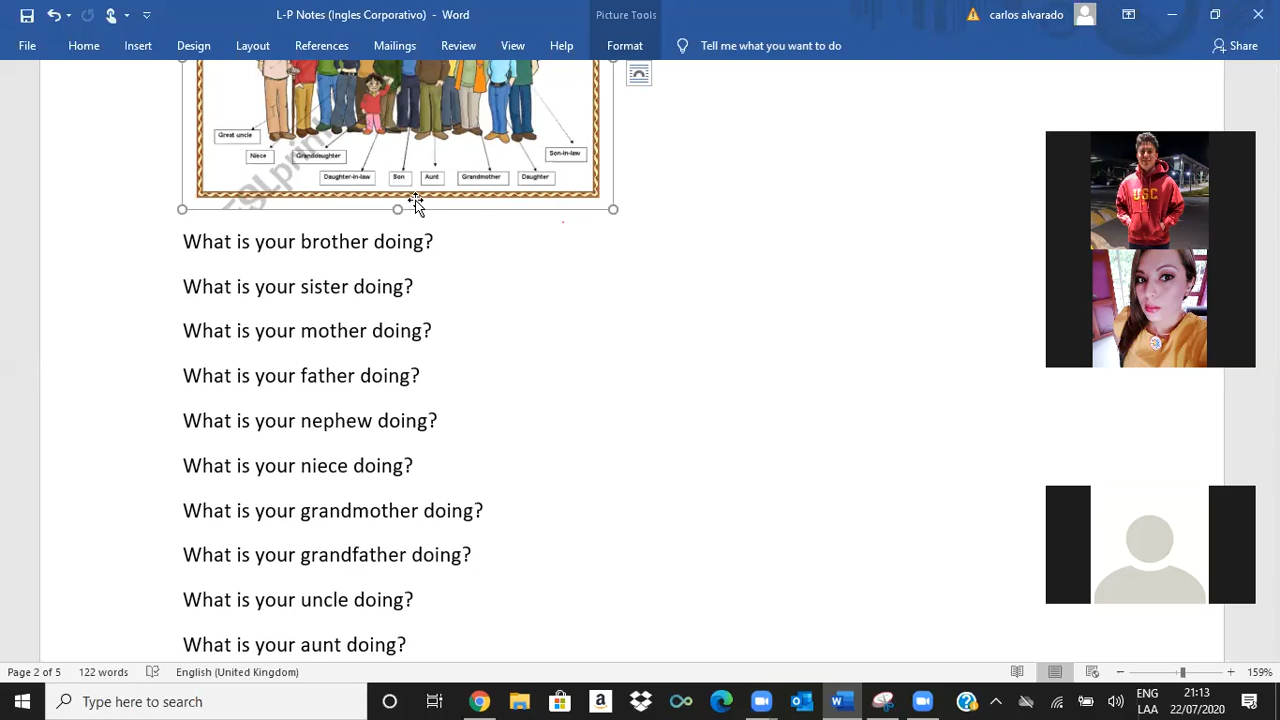 L-P Notes (Ingles Corporativo) - Word
Picture Tools
carlos alvarado
File Home Insert Design Layout References Mailings Review View Help Format Tell me what you want to do Share
Great uncle
Niece
Granddaughter
Daughter-in-law
Son
Aunt
Grandmother
Daughter
Son-in-law
USC
What is your brother doing?
What is your sister doing?
What is your mother doing?
What is your father doing?
What is your nephew doing?
What is your niece doing?
What is your grandmother doing?
What is your grandfather doing?
What is your uncle doing?
What is your aunt doing?
Page 2 of 5 122 words English (United Kingdom) 159%
Type here to search
ENG 21:13
LAA 22/07/2020